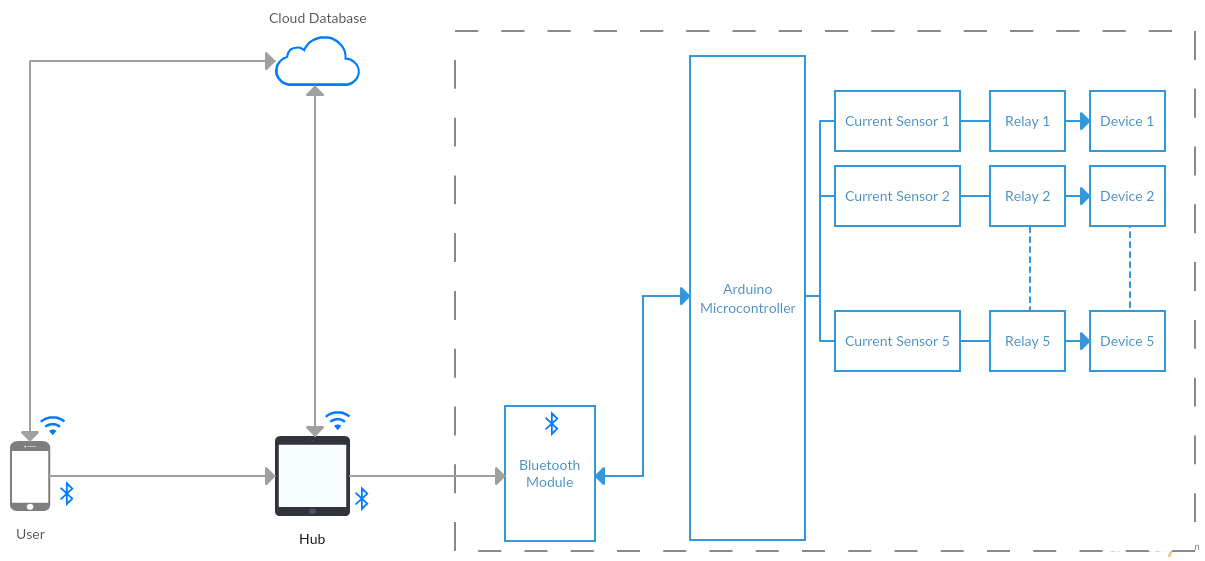 Cloud Database
Current Sensor 1
Relay 1
Device 1
Current Sensor 2
Relay 2
Device 2
Arduino
Microcontroller
Current Sensor 5
Relay 5
Device 5
Bluetooth
Module
User
Hub
n